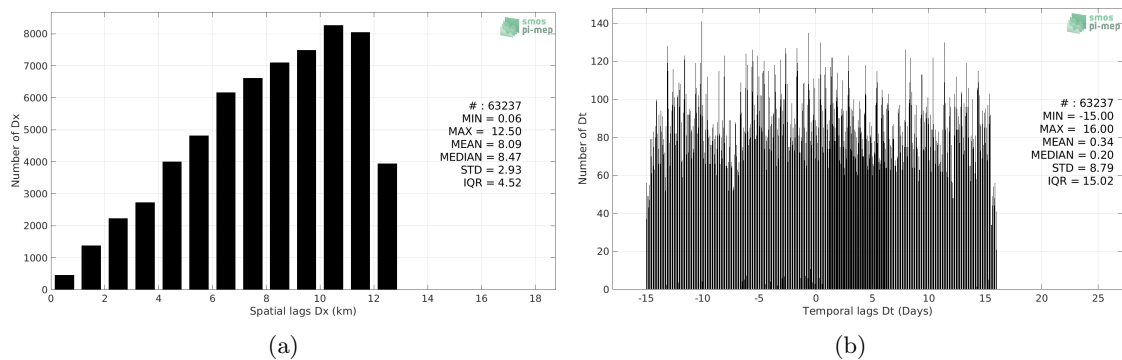 smos
pi-mep
8000
7000
6000
5000
4000
3000
2000
1000
0
Number of Dx
# : 63237
MIN = 0.06
MAX = 12.50
MEAN = 8.09
MEDIAN = 8.47
STD = 2.93
IQR = 4.52
0 2 4 6 8 10 12 14 16 18
Spatial lags Dx (km)
(a)
smos
pi-mep
140
120
100
80
60
40
20
0
Number of Dt
# : 63237
MIN = -15.00
MAX = 16.00
MEAN = 0.34
MEDIAN = 0.20
STD = 8.79
IQR = 15.02
-15 -10 -5 0 5 10 15 20 25
Temporal lags Dt (Days)
(b)